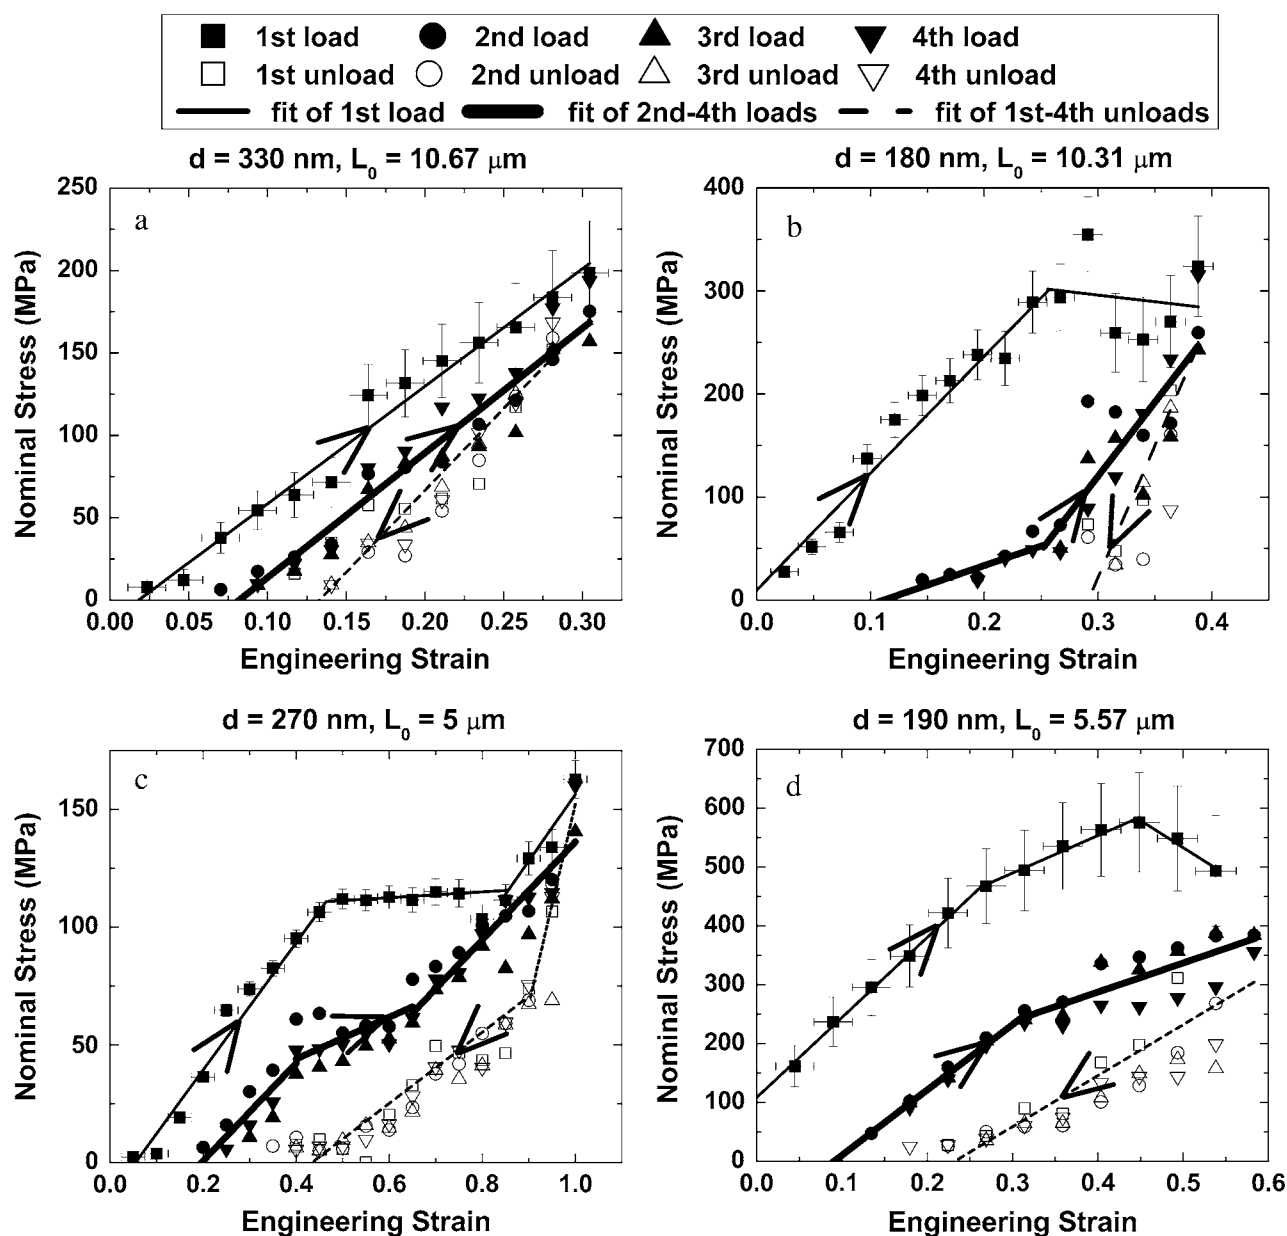 1st load 2nd load 3rd load 4th load
1st unload 2nd unload 3rd unload 4th unload
fit of 1st load fit of 2nd-4th loads fit of 1st-4th unloads
d = 330 nm, L0 = 10.67 μm
a
250
200
150
100
50
0
Nominal Stress (MPa)
0.00 0.05 0.10 0.15 0.20 0.25 0.30
Engineering Strain
d = 180 nm, L0 = 10.31 μm
b
400
300
200
100
0
Nominal Stress (MPa)
0.0 0.1 0.2 0.3 0.4
Engineering Strain
d = 270 nm, L0 = 5 μm
c
150
100
50
0
Nominal Stress (MPa)
0.0 0.2 0.4 0.6 0.8 1.0
Engineering Strain
d = 190 nm, L0 = 5.57 μm
d
700
600
500
400
300
200
100
0
Nominal Stress (MPa)
0.0 0.1 0.2 0.3 0.4 0.5 0.6
Engineering Strain